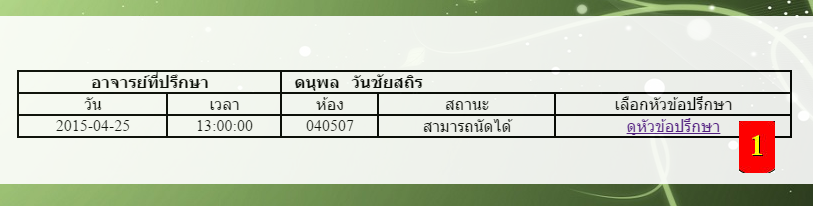 อาจารย์ที่ปรึกษา ดนุพล วันชัยสถิร
วัน เวลา ห้อง สถานะ เลือกหัวข้อปรึกษา
2015-04-25 13:00:00 040507 สามารถนัดได้ ดูหัวข้อปรึกษา
1